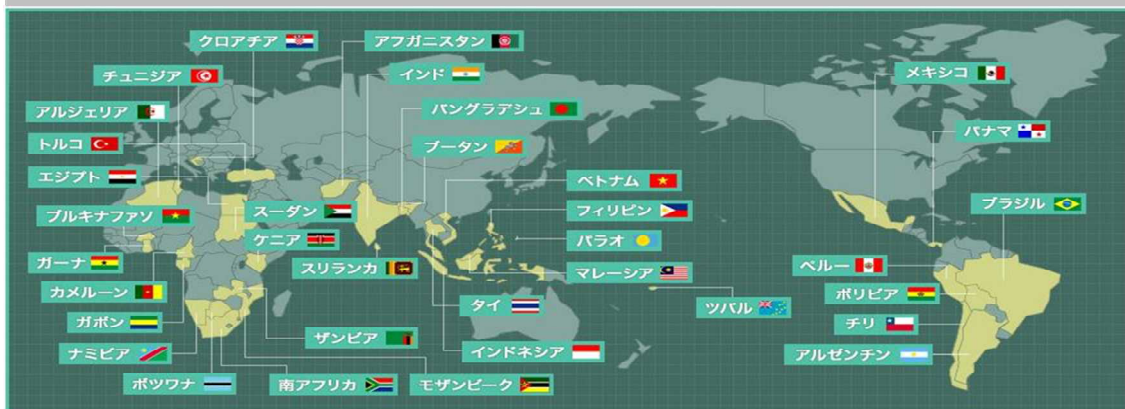 クロアチア
アフガニスタン
チュニジア
インド
メキシコ
アルジェリア
バングラデシュ
パナマ
トルコ
ブータン
エジプト
ベトナム
ブラジル
ブルキナファソ
スーダン
フィリピン
ケニア
パラオ
ガーナ
スリランカ
マレーシア
ペルー
カメルーン
タイ
ツバル
ボリビア
ガボン
ザンビア
チリ
ナミビア
インドネシア
アルゼンチン
ボツワナ
南アフリカ
モザンビーク